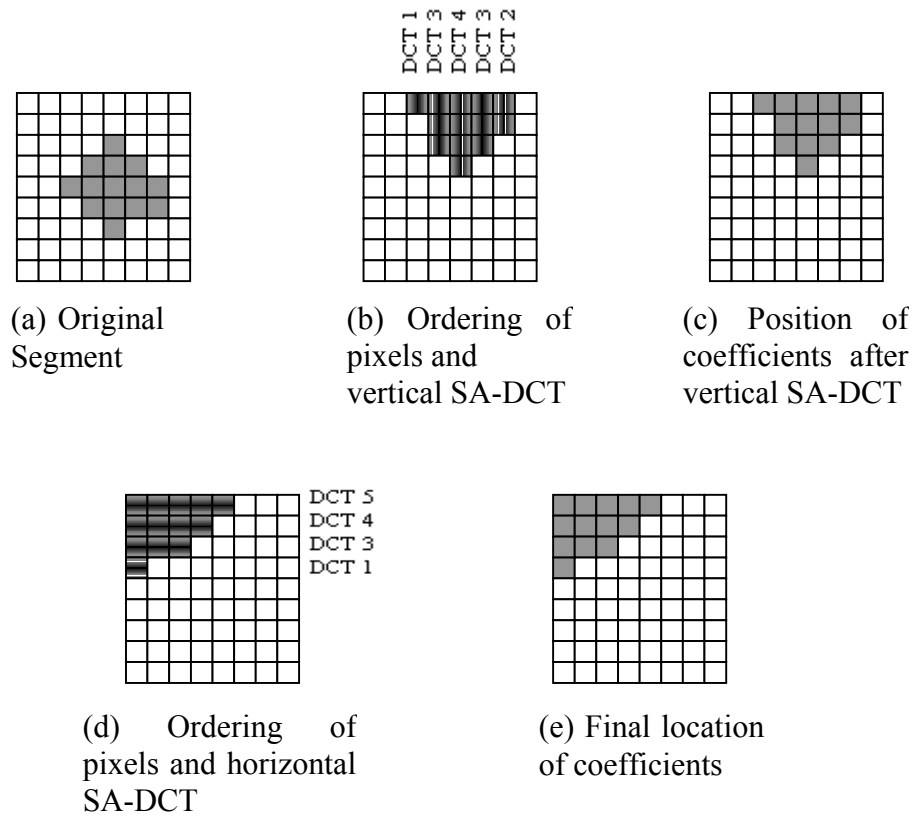 DCT 1
DCT 3
DCT 4
DCT 3
DCT 2
(a) Original
Segment
(b) Ordering of
pixels and
vertical SA-DCT
(c) Position of
coefficients after
vertical SA-DCT
DCT 5
DCT 4
DCT 3
DCT 1
(d) Ordering of
pixels and horizontal
SA-DCT
(e) Final location
of coefficients